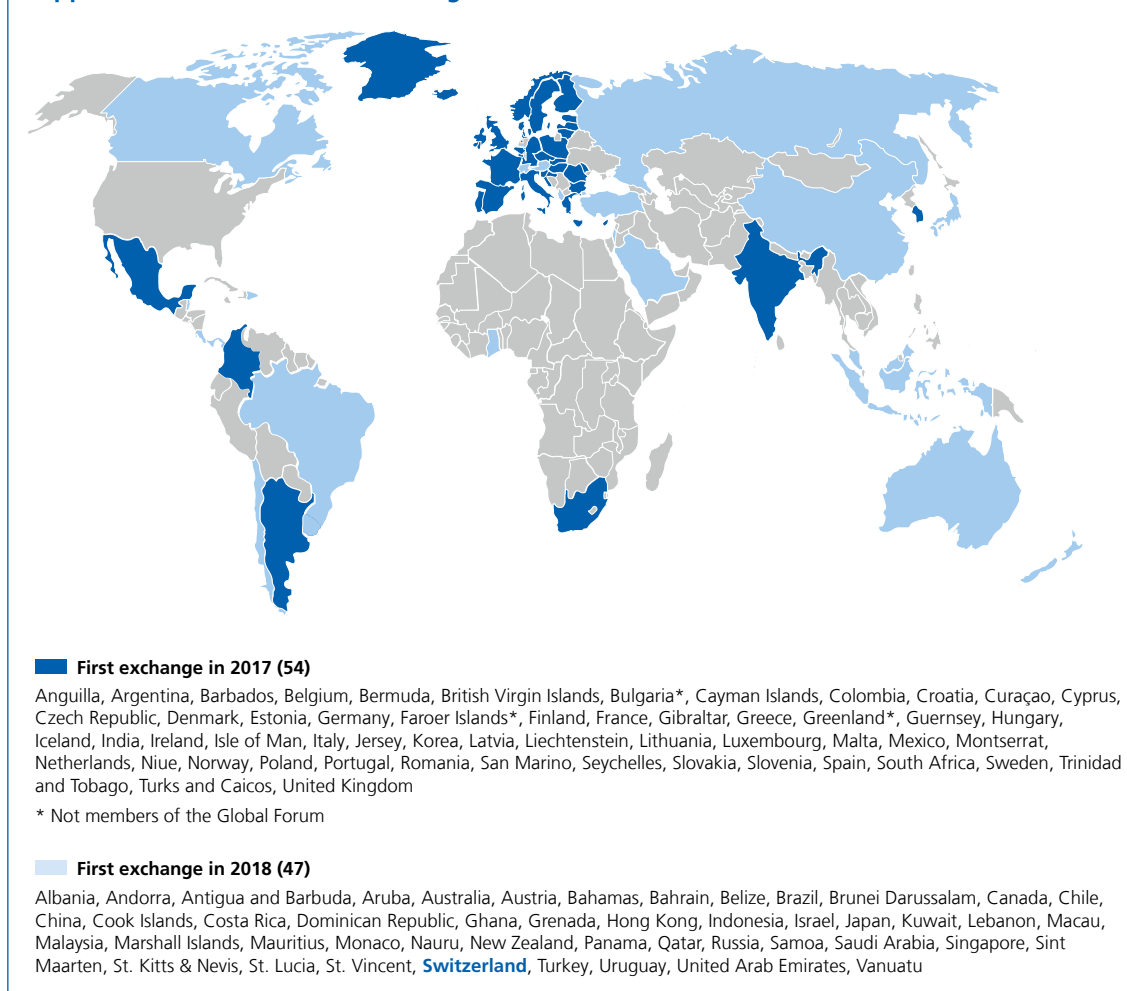 First exchange in 2017 (54)
Anguilla, Argentina, Barbados, Belgium, Bermuda, British Virgin Islands, Bulgaria*, Cayman Islands, Colombia, Croatia, Curaçao, Cyprus,
Czech Republic, Denmark, Estonia, Germany, Faroer Islands*, Finland, France, Gibraltar, Greece, Greenland*, Guernsey, Hungary,
Iceland, India, Ireland, Isle of Man, Italy, Jersey, Korea, Latvia, Liechtenstein, Lithuania, Luxembourg, Malta, Mexico, Montserrat,
Netherlands, Niue, Norway, Poland, Portugal, Romania, San Marino, Seychelles, Slovakia, Slovenia, Spain, South Africa, Sweden, Trinidad
and Tobago, Turks and Caicos, United Kingdom
* Not members of the Global Forum
First exchange in 2018 (47)
Albania, Andorra, Antigua and Barbuda, Aruba, Australia, Austria, Bahamas, Bahrain, Belize, Brazil, Brunei Darussalam, Canada, Chile,
China, Cook Islands, Costa Rica, Dominican Republic, Ghana, Grenada, Hong Kong, Indonesia, Israel, Japan, Kuwait, Lebanon, Macau,
Malaysia, Marshall Islands, Mauritius, Monaco, Nauru, New Zealand, Panama, Qatar, Russia, Samoa, Saudi Arabia, Singapore, Sint
Maarten, St. Kitts & Nevis, St. Lucia, St. Vincent, Switzerland, Turkey, Uruguay, United Arab Emirates, Vanuatu